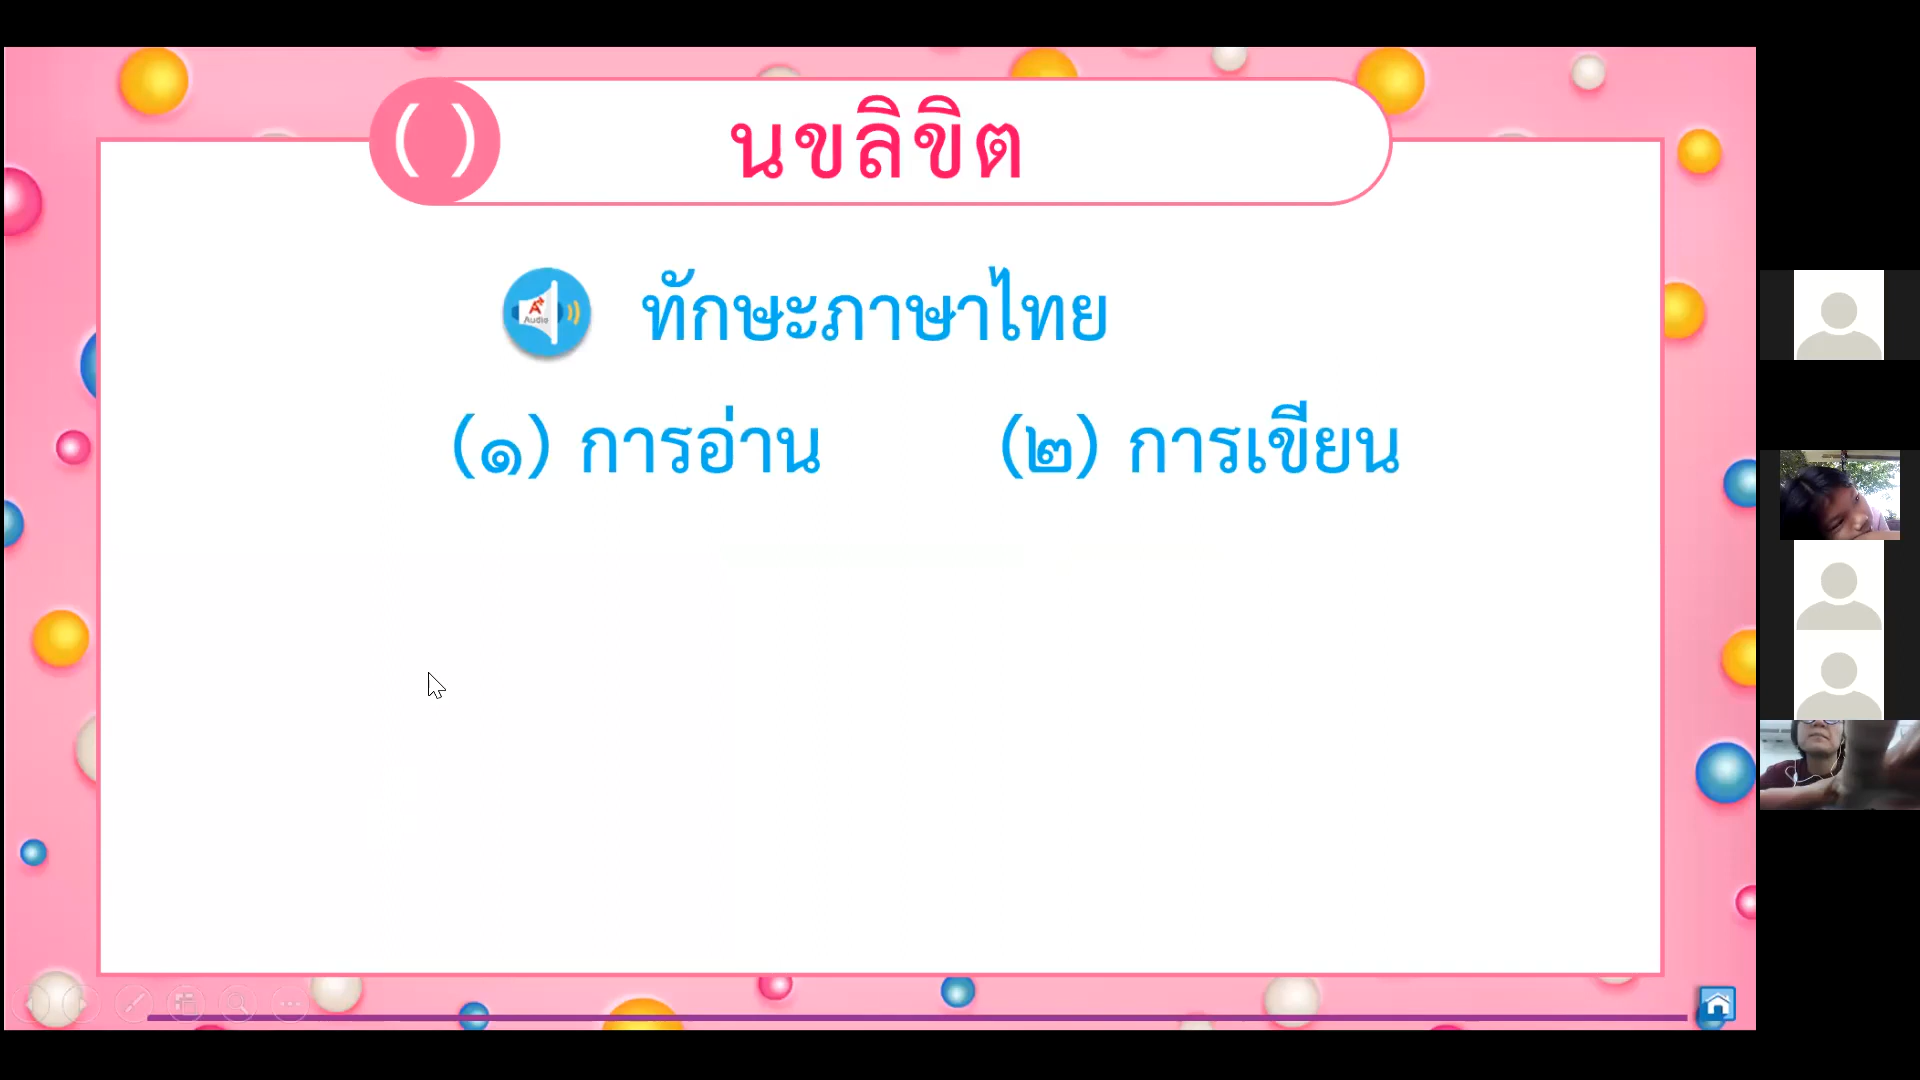 ( ) นขลิขิต
Audio ทักษะภาษาไทย
(๑) การอ่าน (๒) การเขียน